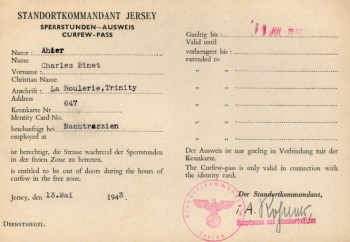 STANDORTKOMMANDANT JERSEY
SPERRSTUNDEN - AUSWEIS
CURFEW-PASS
Name : Ahier
Name
Vorname : Charles Binet
Christian Name
Anschrift : La Roulerie,Trinity
Address
Kennkarte Nr. 647
Identity Card No.
beschaeftigt bei Nachtrazzien
employed at
ist berechtigt, die Strasse wachrend der Sperrstunden
in der freien Zone zu betreten.
is entitled to be out of doors during the hours of
curfew in the free zone.
Jersey, den 13.Mai 1943.
DIENSTSIEGEL.
Gueltig bis
Valid until
verlaengert bis
extended to
" "
" "
" "
" "
" "
Der Ausweis ist nur gueltig in Verbindung mit der
Kennkarte.
The Curfew-pass is only valid in connection with
the identity card.
Der Standortkommandant,